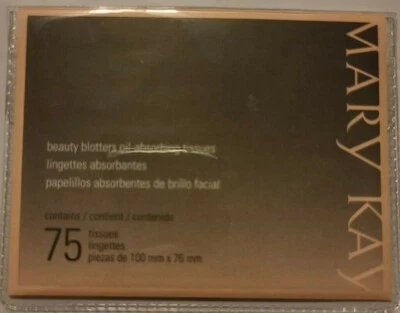 MARY KAY
beauty blotters oil-absorbing tissues
lingettes absorbantes
papelillos absorbentes de brillo facial
contains / contient / contenido
75 tissues
lingettes
piezas de 100 mm x 76 mm